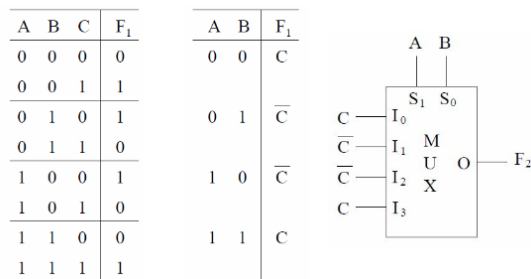 A B C F₁
0 0 0 0
0 0 1 1
0 1 0 1
0 1 1 0
1 0 0 1
1 0 1 0
1 1 0 0
1 1 1 1
A B F₁
0 0 C
0 1 C̅
1 0 C̅
1 1 C
A B
S₁ S₀
C I₀
C̅ I₁
C̅ I₂
C I₃
M
U
X
O F₂